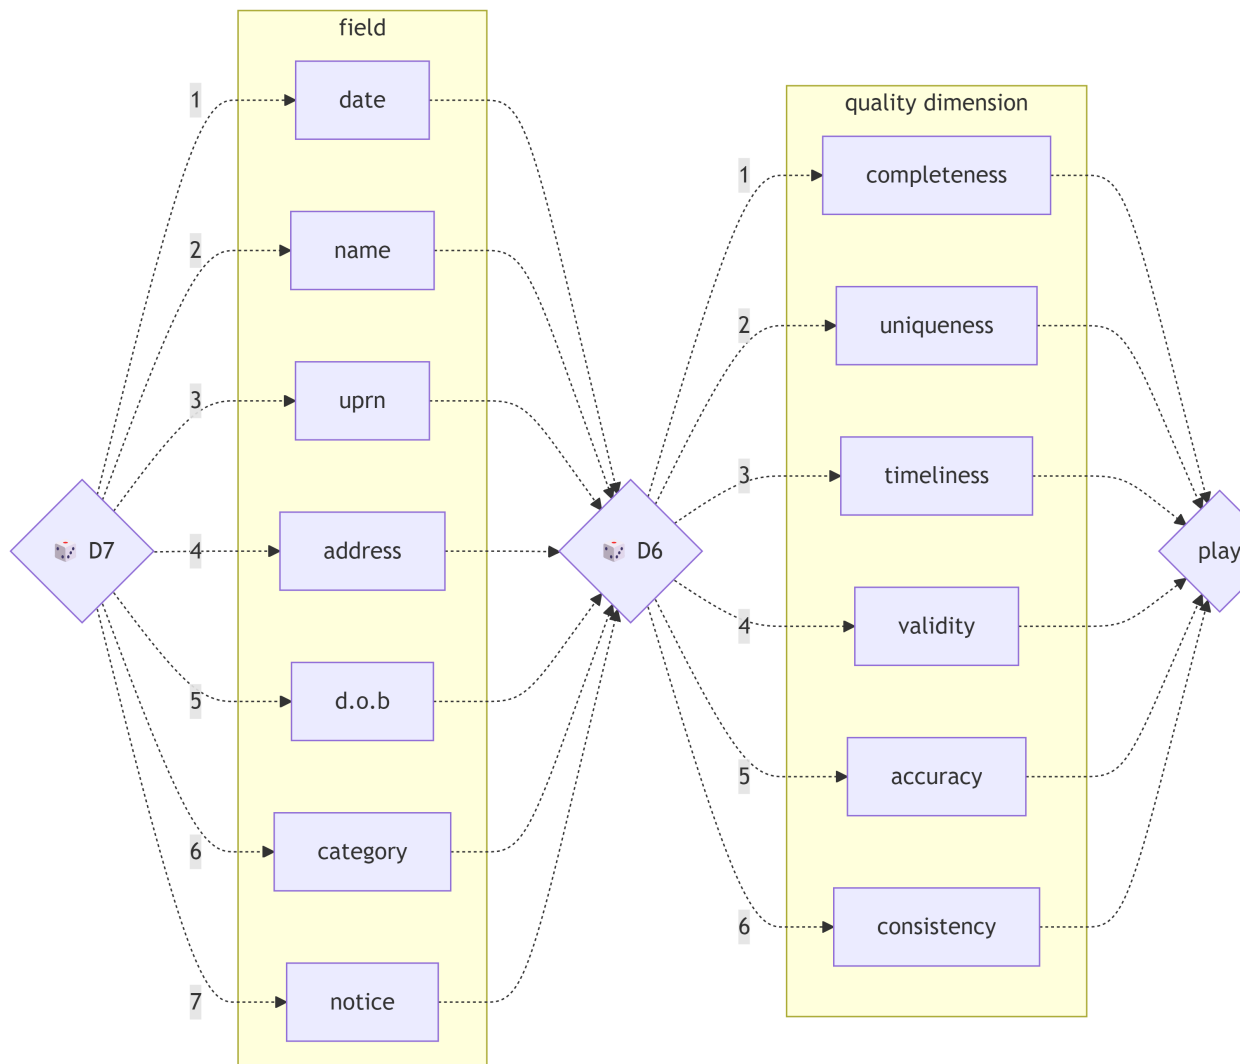 field
1
date
2
name
3
uprn
D7
4
address
5
d.o.b
6
category
7
notice
D6
quality dimension
1
completeness
2
uniqueness
3
timeliness
4
validity
5
accuracy
6
consistency
play